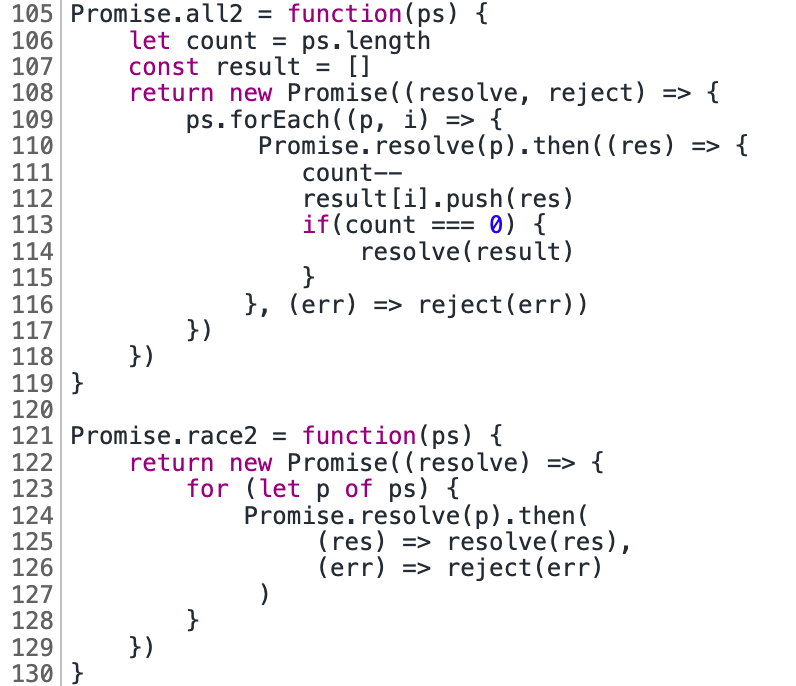 105 Promise.all2 = function(ps) {
106     let count = ps.length
107     const result = []
108     return new Promise((resolve, reject) => {
109         ps.forEach((p, i) => {
110              Promise.resolve(p).then((res) => {
111                 count--
112                 result[i].push(res)
113                 if(count === 0) {
114                     resolve(result)
115                 }
116             }, (err) => reject(err))
117         })
118     })
119 }
120
121 Promise.race2 = function(ps) {
122     return new Promise((resolve) => {
123         for (let p of ps) {
124             Promise.resolve(p).then(
125                  (res) => resolve(res),
126                  (err) => reject(err)
127              )
128         }
129     })
130 }